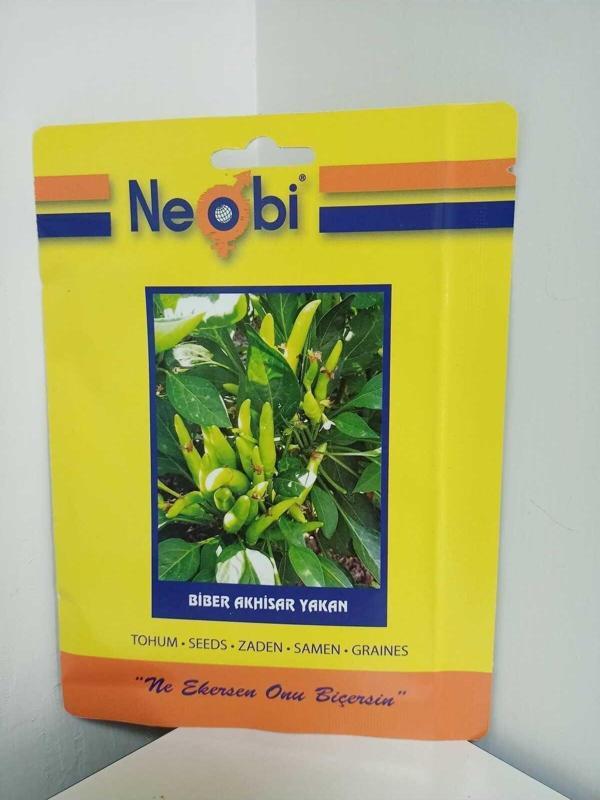 Neobi®
BİBER AKHİSAR YAKAN
TOHUM • SEEDS • ZADEN • SAMEN • GRAINES
"Ne Ekersen Onu Biçersin"